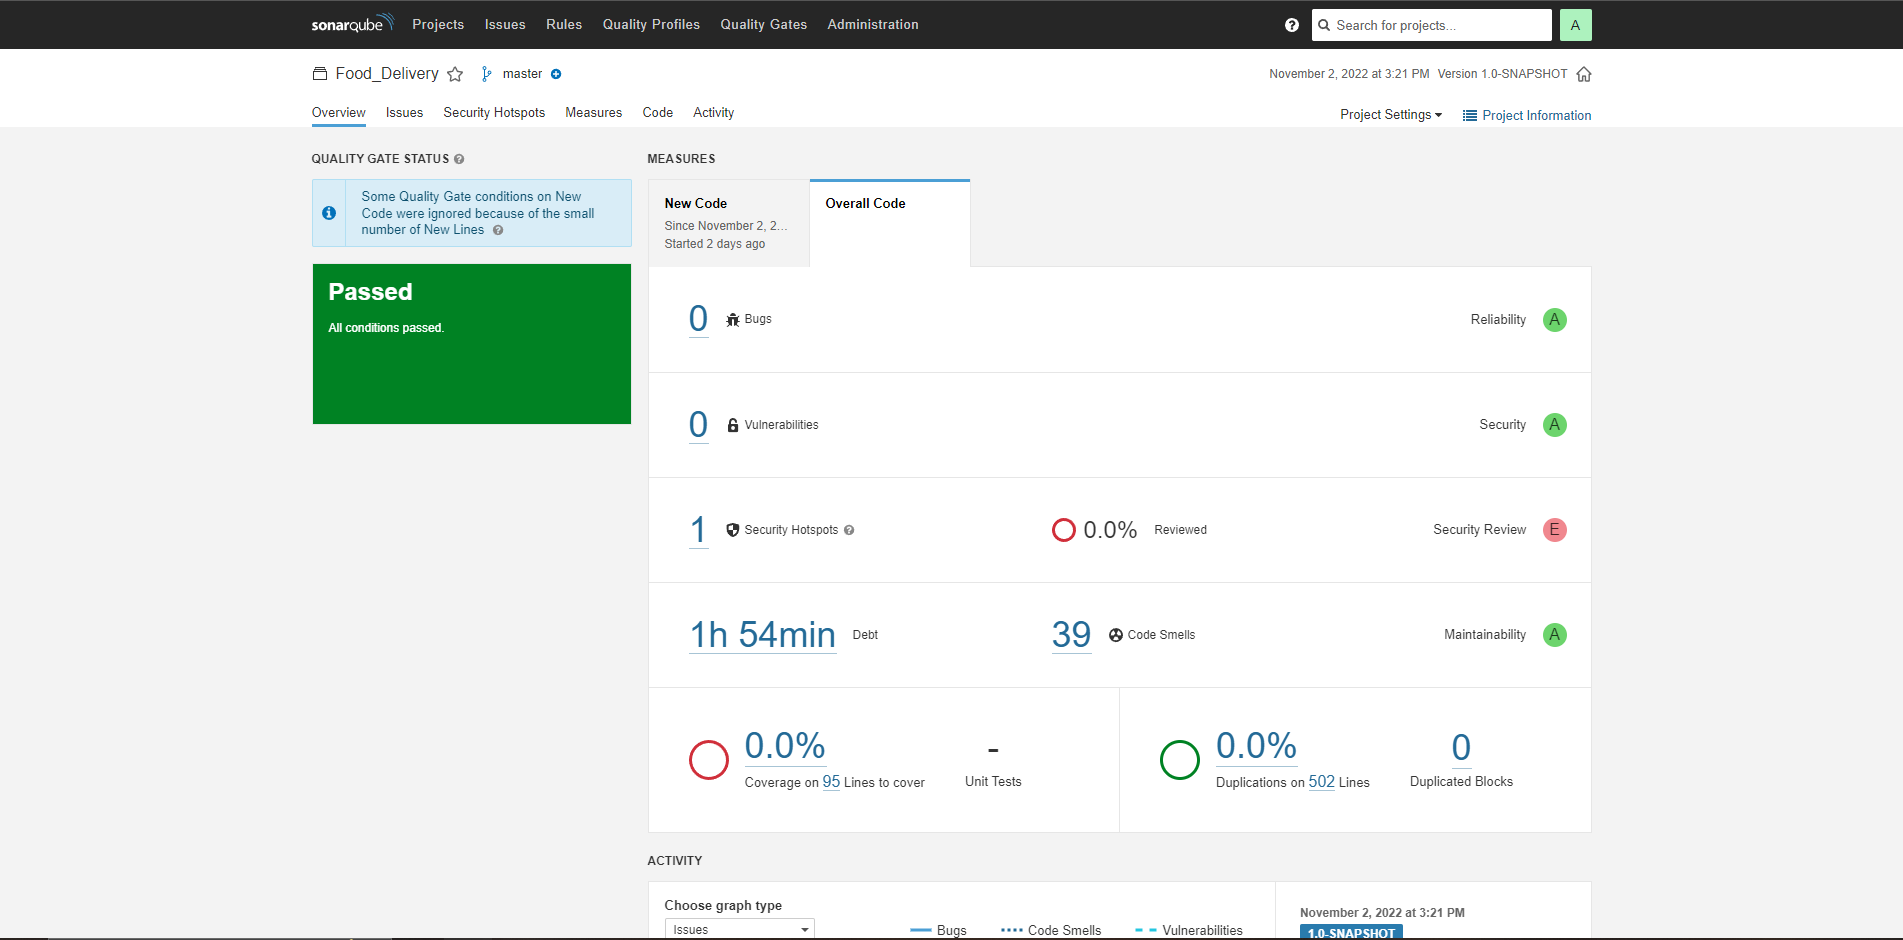 sonarqube Projects Issues Rules Quality Profiles Quality Gates Administration ? Search for projects... A
Food_Delivery master November 2, 2022 at 3:21 PM Version 1.0-SNAPSHOT
Overview Issues Security Hotspots Measures Code Activity Project Settings Project Information
QUALITY GATE STATUS ?
Some Quality Gate conditions on New
Code were ignored because of the small
number of New Lines ?
Passed
All conditions passed.
MEASURES
New Code
Since November 2, 2...
Started 2 days ago
Overall Code
0 Bugs Reliability A
0 Vulnerabilities Security A
1 Security Hotspots ? 0.0% Reviewed Security Review E
1h 54min Debt 39 Code Smells Maintainability A
0.0%
Coverage on 95 Lines to cover
-
Unit Tests
0.0%
Duplications on 502 Lines
0
Duplicated Blocks
ACTIVITY
Choose graph type
Issues Bugs Code Smells Vulnerabilities
November 2, 2022 at 3:21 PM
1.0-SNAPSHOT